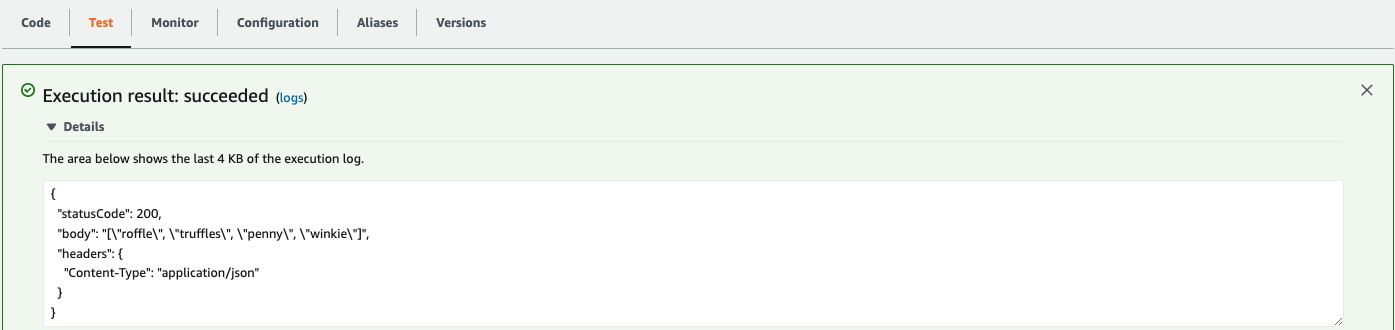 Code Test Monitor Configuration Aliases Versions
Execution result: succeeded (logs)
Details
The area below shows the last 4 KB of the execution log.
{
"statusCode": 200,
"body": "[\"roffle\", \"truffles\", \"penny\", \"winkie\"]",
"headers": {
"Content-Type": "application/json"
}
}